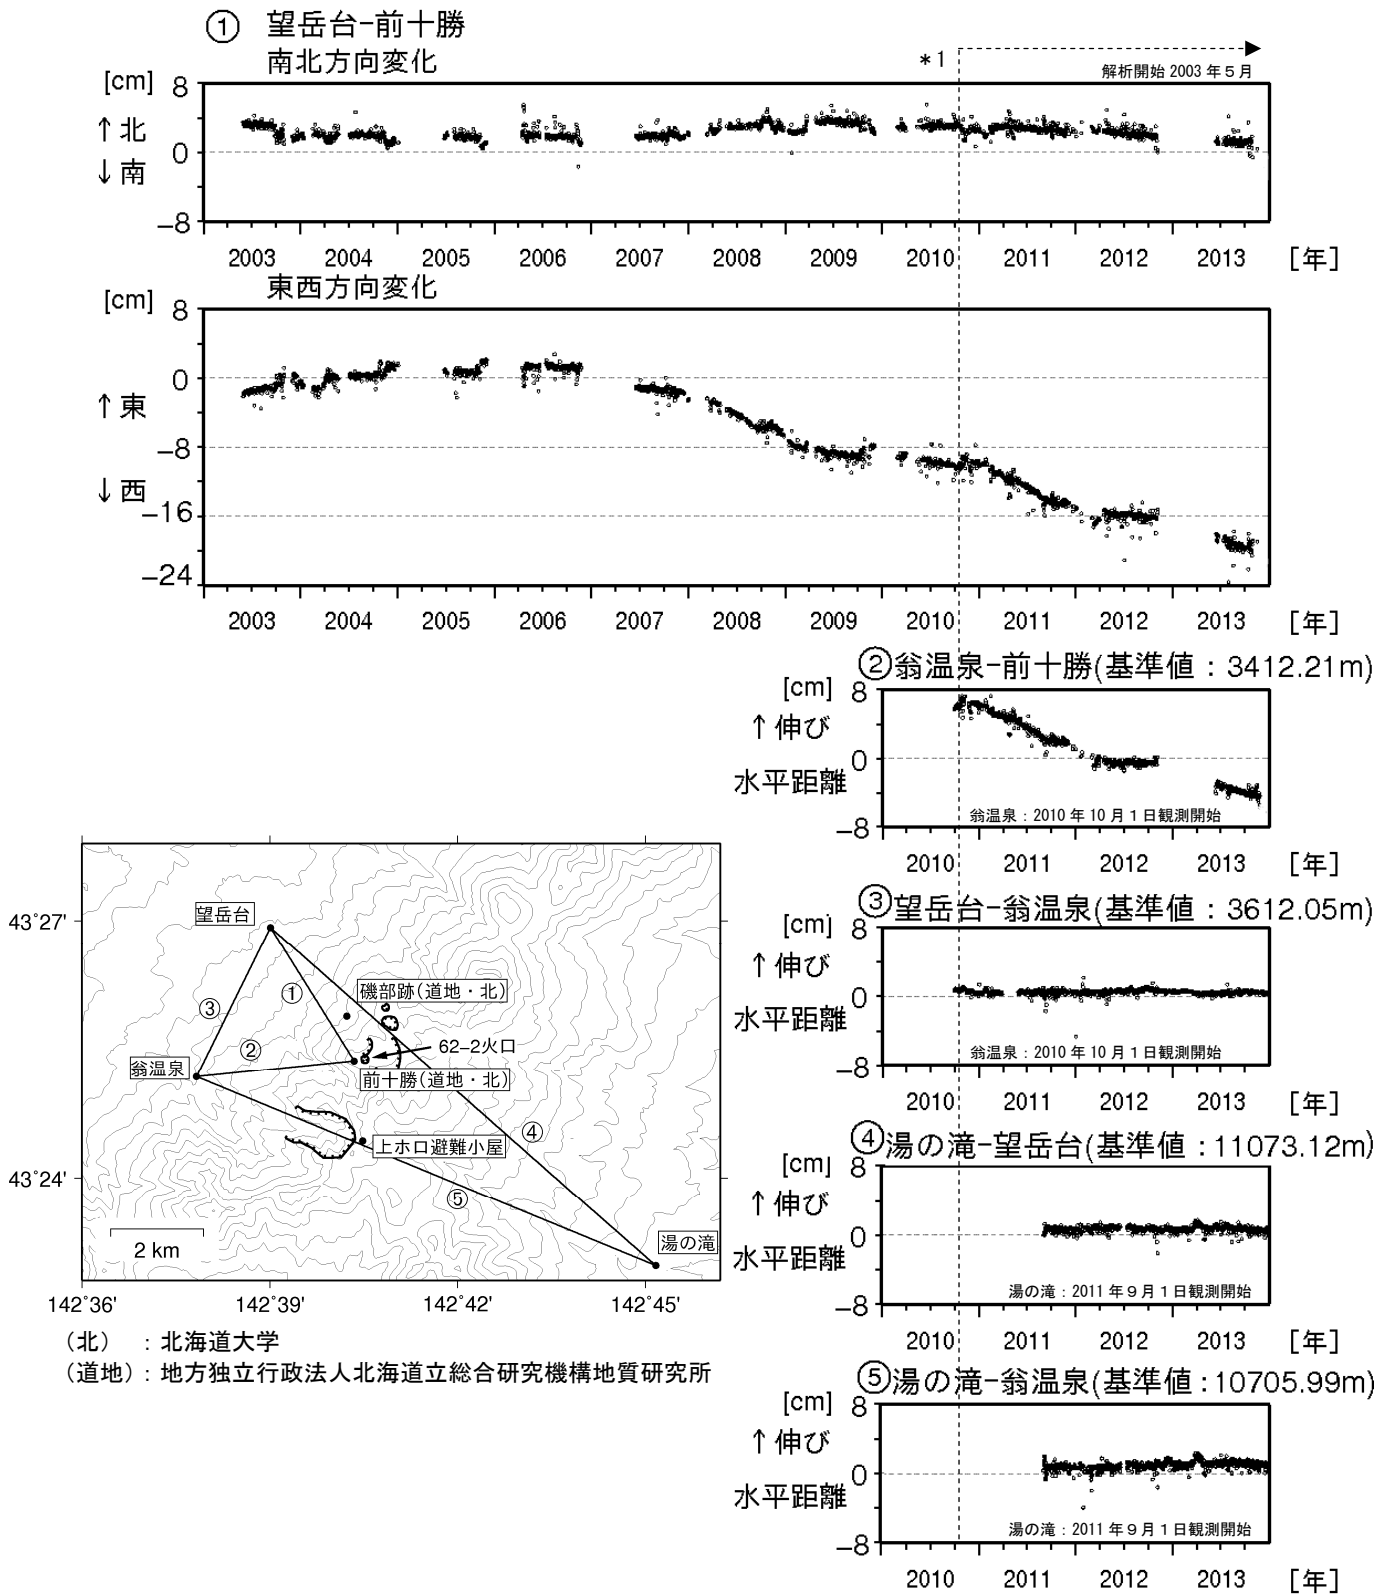 ① 望岳台-前十勝
南北方向変化
*1
解析開始 2003 年 5 月
[cm]
8
↑北
0
↓南
-8
2003 2004 2005 2006 2007 2008 2009 2010 2011 2012 2013 [年]
東西方向変化
[cm]
8
0
↑東
-8
↓西
-16
-24
2003 2004 2005 2006 2007 2008 2009 2010 2011 2012 2013 [年]
②翁温泉-前十勝(基準値：3412.21m)
[cm]
8
↑伸び
0
水平距離
翁温泉：2010 年 10 月 1 日観測開始
-8
2010 2011 2012 2013 [年]
③望岳台-翁温泉(基準値：3612.05m)
[cm]
8
↑伸び
0
水平距離
翁温泉：2010 年 10 月 1 日観測開始
-8
2010 2011 2012 2013 [年]
④湯の滝-望岳台(基準値：11073.12m)
[cm]
8
↑伸び
0
水平距離
湯の滝：2011 年 9 月 1 日観測開始
-8
2010 2011 2012 2013 [年]
⑤湯の滝-翁温泉(基準値：10705.99m)
[cm]
8
↑伸び
0
水平距離
湯の滝：2011 年 9 月 1 日観測開始
-8
2010 2011 2012 2013 [年]
43˚27'
望岳台
①
磯部跡(道地・北)
③
62-2火口
②
翁温泉
前十勝(道地・北)
④
上ホロ避難小屋
43˚24'
⑤
湯の滝
2 km
142˚36' 142˚39' 142˚42' 142˚45'
（北） ：北海道大学
（道地）：地方独立行政法人北海道立総合研究機構地質研究所